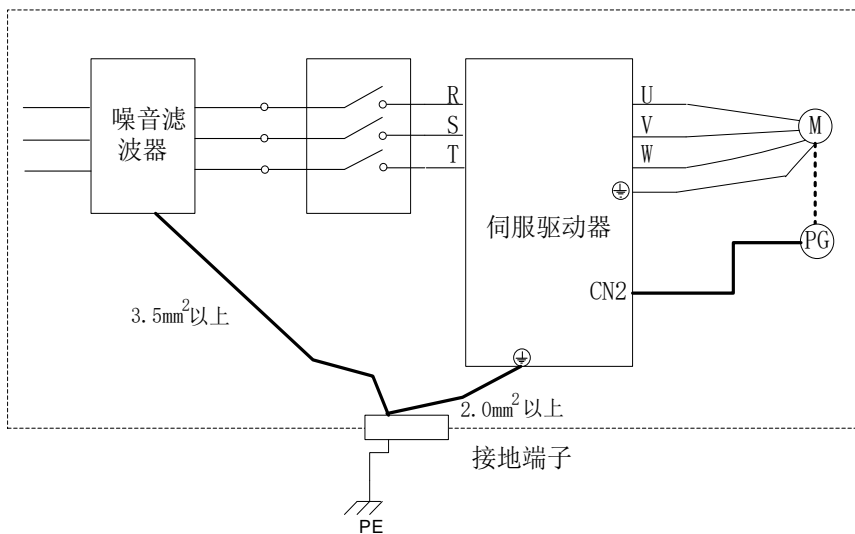 噪音滤
波器
R
S
T
U
V
W
M
伺服驱动器
PG
CN2
3.5mm²以上
2.0mm²以上
接地端子
PE